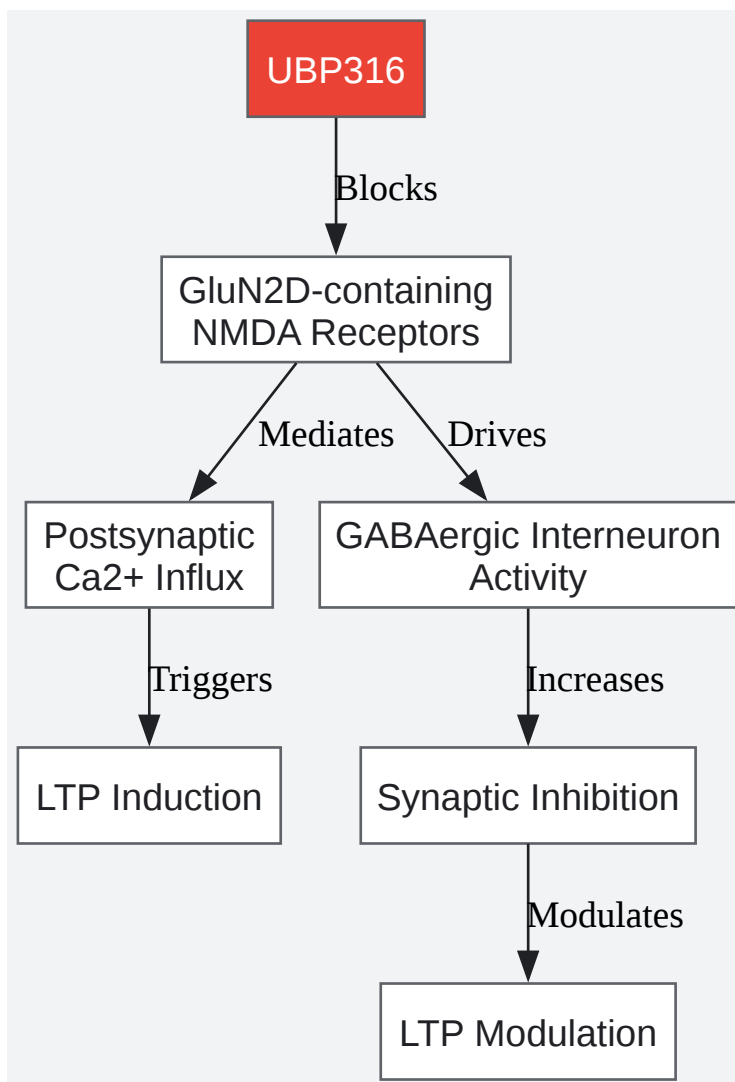 UBP316
Blocks
GluN2D-containing
NMDA Receptors
Mediates
Drives
Postsynaptic
Ca2+ Influx
GABAergic Interneuron
Activity
Triggers
Increases
LTP Induction
Synaptic Inhibition
Modulates
LTP Modulation